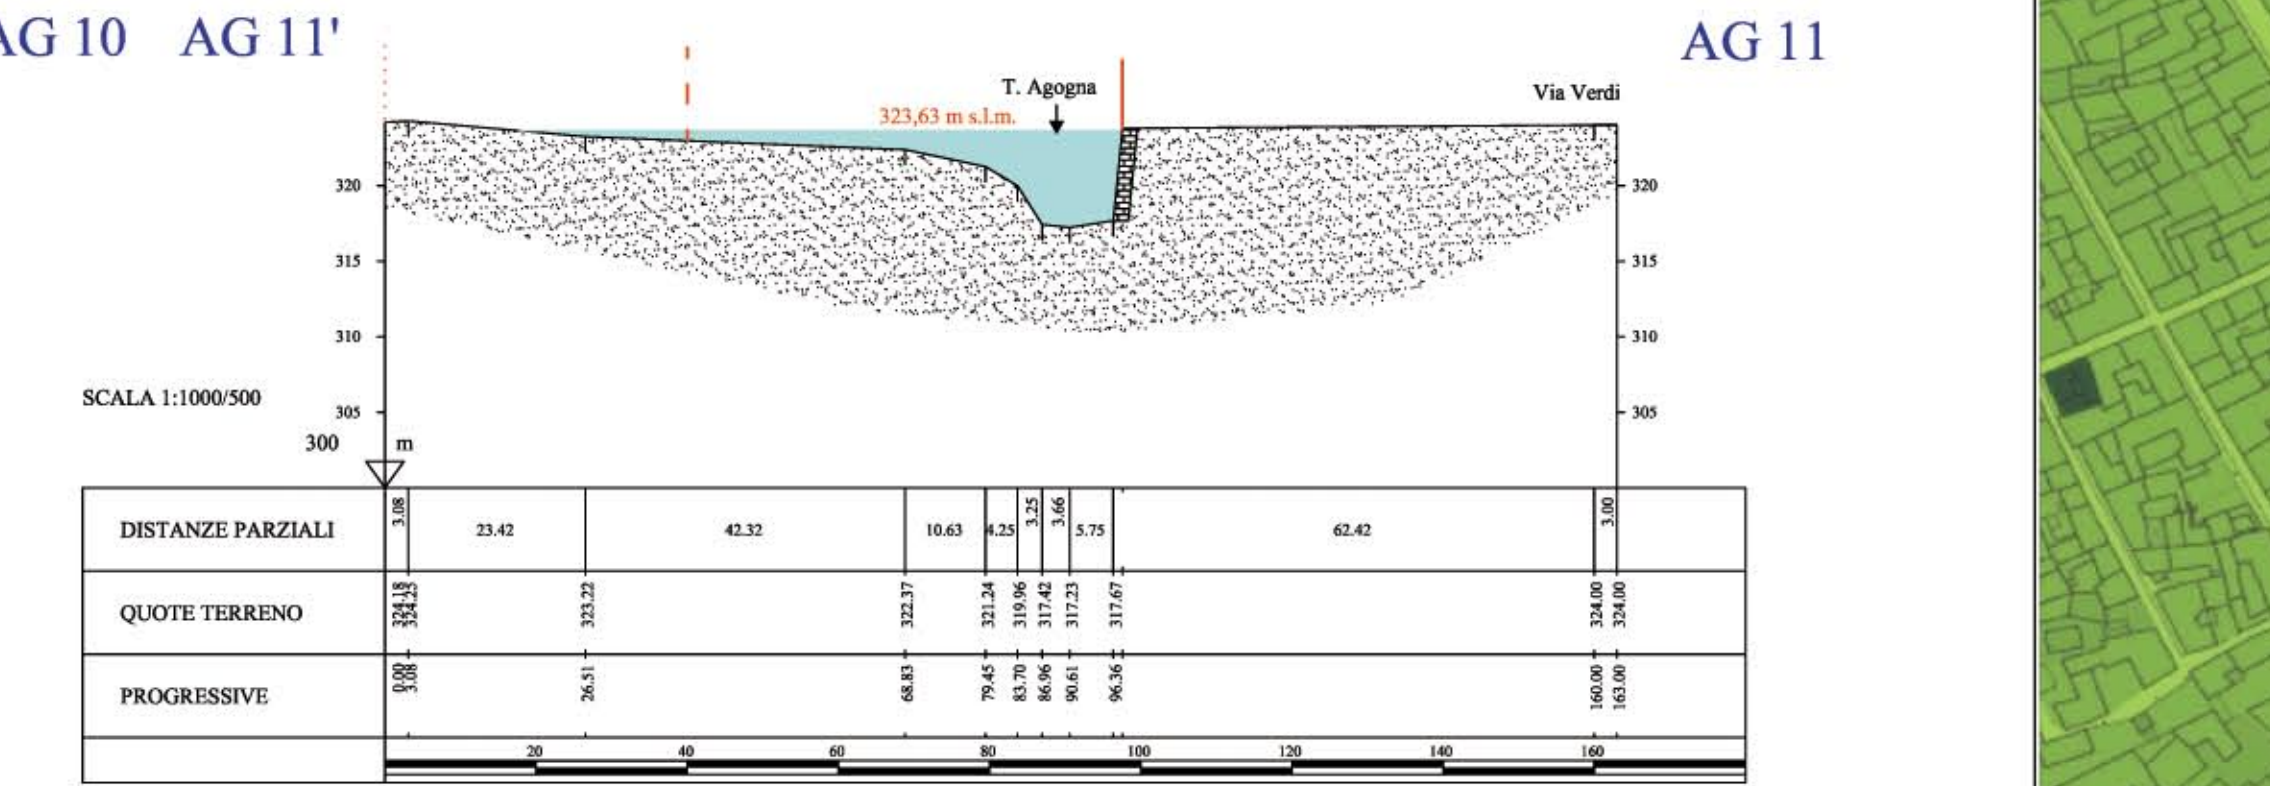 AG 10 AG 11' AG 11
T. Agogna
Via Verdi
323,63 m s.l.m.
320 320
315 315
310 310
SCALA 1:1000/500
305 305
300 m
DISTANZE PARZIALI 3.08 23.42 42.32 10.63 4.25 3.25 3.66 5.75 62.42 3.00
QUOTE TERRENO 324.18 324.23 323.22 322.37 321.24 319.96 317.42 317.23 317.67 324.00 324.00
PROGRESSIVE 0.00 3.08 26.51 68.83 79.45 83.70 86.96 90.61 96.36 160.00 163.00
20 40 60 80 100 120 140 160